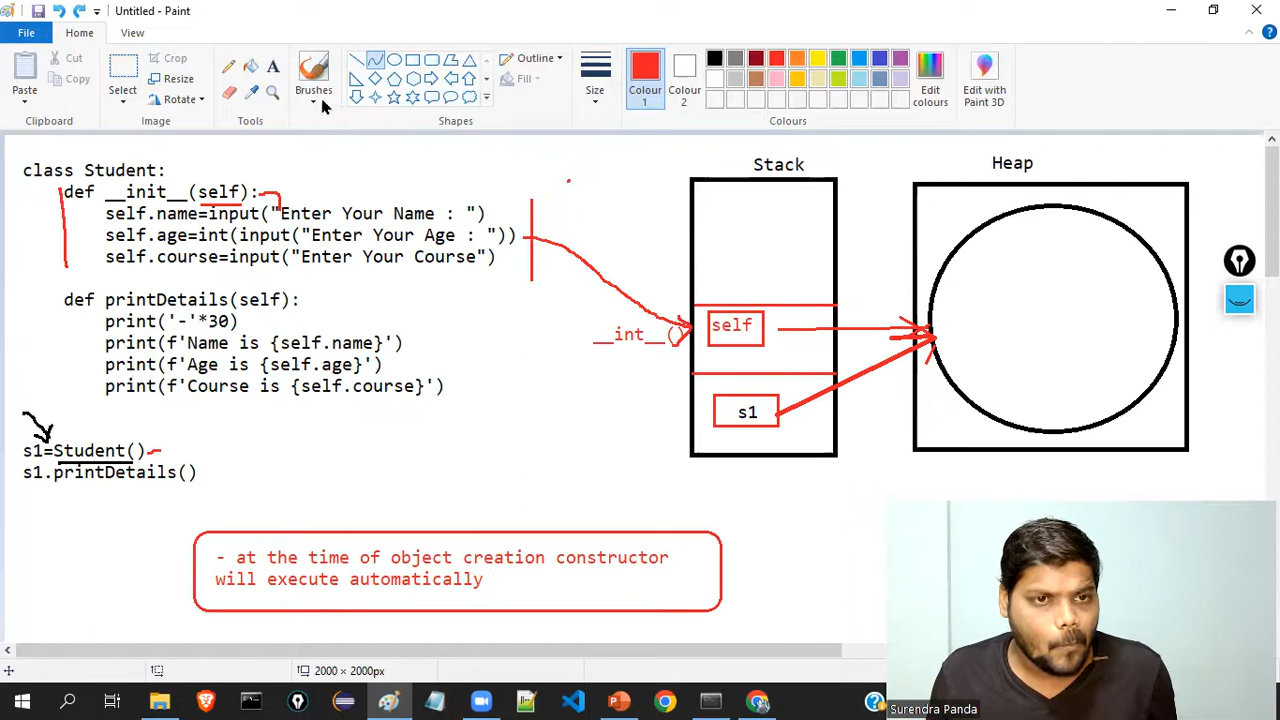 Untitled - Paint
File
Home
View
Paste
Cut
Copy
Clipboard
Select
Crop
Resize
Rotate
Image
Tools
Brushes
Outline
Fill
Shapes
Size
Colour
1
Colour
2
Edit
colours
Colours
Edit with
Paint 3D
class Student:
def __init__(self):
self.name=input("Enter Your Name : ")
self.age=int(input("Enter Your Age : "))
self.course=input("Enter Your Course")
def printDetails(self):
print('-'*30)
print(f'Name is {self.name}')
print(f'Age is {self.age}')
print(f'Course is {self.course}')
s1=Student()
s1.printDetails()
Stack
Heap
__int__()
self
s1
- at the time of object creation constructor
will execute automatically
2000 × 2000px
Surendra Panda